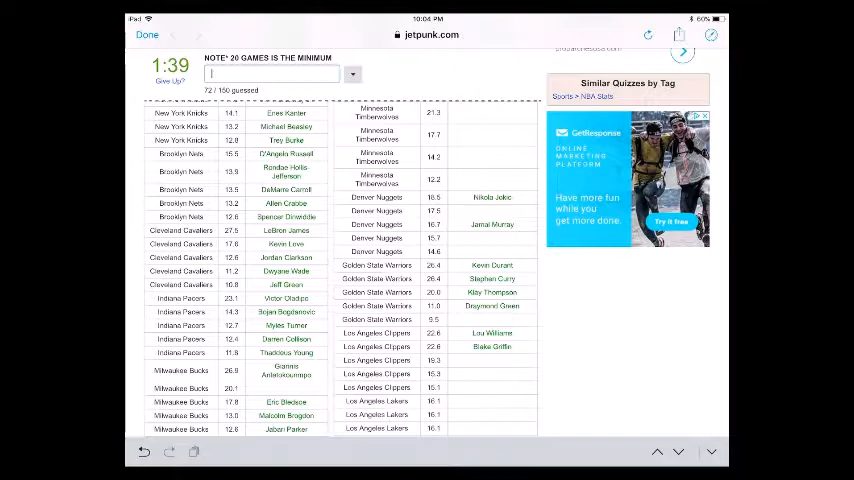 iPad 10:04 PM 60%
Done jetpunk.com
1:39 NOTE* 20 GAMES IS THE MINIMUM
Give Up?
72 / 150 guessed
New York Knicks 14.1 Enes Kanter
New York Knicks 13.2 Michael Beasley
New York Knicks 12.8 Trey Burke
Brooklyn Nets 15.5 D'Angelo Russell
Brooklyn Nets 13.9 Rondae Hollis-
Jefferson
Brooklyn Nets 13.5 DeMarre Carroll
Brooklyn Nets 13.2 Allen Crabbe
Brooklyn Nets 12.6 Spencer Dinwiddie
Cleveland Cavaliers 27.5 LeBron James
Cleveland Cavaliers 17.6 Kevin Love
Cleveland Cavaliers 12.6 Jordan Clarkson
Cleveland Cavaliers 11.2 Dwyane Wade
Cleveland Cavaliers 10.8 Jeff Green
Indiana Pacers 23.1 Victor Oladipo
Indiana Pacers 14.3 Bojan Bogdanovic
Indiana Pacers 12.7 Myles Turner
Indiana Pacers 12.4 Darren Collison
Indiana Pacers 11.8 Thaddeus Young
Milwaukee Bucks 26.9 Giannis
Antetokounmpo
Milwaukee Bucks 20.1
Milwaukee Bucks 17.8 Eric Bledsoe
Milwaukee Bucks 13.0 Malcolm Brogdon
Milwaukee Bucks 12.6 Jabari Parker
Minnesota
Timberwolves 21.3
Minnesota
Timberwolves 17.7
Minnesota
Timberwolves 14.2
Minnesota
Timberwolves 12.2
Denver Nuggets 18.5 Nikola Jokic
Denver Nuggets 17.5
Denver Nuggets 16.7 Jamal Murray
Denver Nuggets 15.7
Denver Nuggets 14.6
Golden State Warriors 26.4 Kevin Durant
Golden State Warriors 26.4 Stephen Curry
Golden State Warriors 20.0 Klay Thompson
Golden State Warriors 11.0 Draymond Green
Golden State Warriors 9.5
Los Angeles Clippers 22.6 Lou Williams
Los Angeles Clippers 22.6 Blake Griffin
Los Angeles Clippers 19.3
Los Angeles Clippers 15.3
Los Angeles Clippers 15.1
Los Angeles Lakers 16.1
Los Angeles Lakers 16.1
Los Angeles Lakers 16.1
Similar Quizzes by Tag
Sports > NBA Stats
GetResponse
ONLINE
MARKETING
PLATFORM
Have more fun
while you
get more done.
Try it free